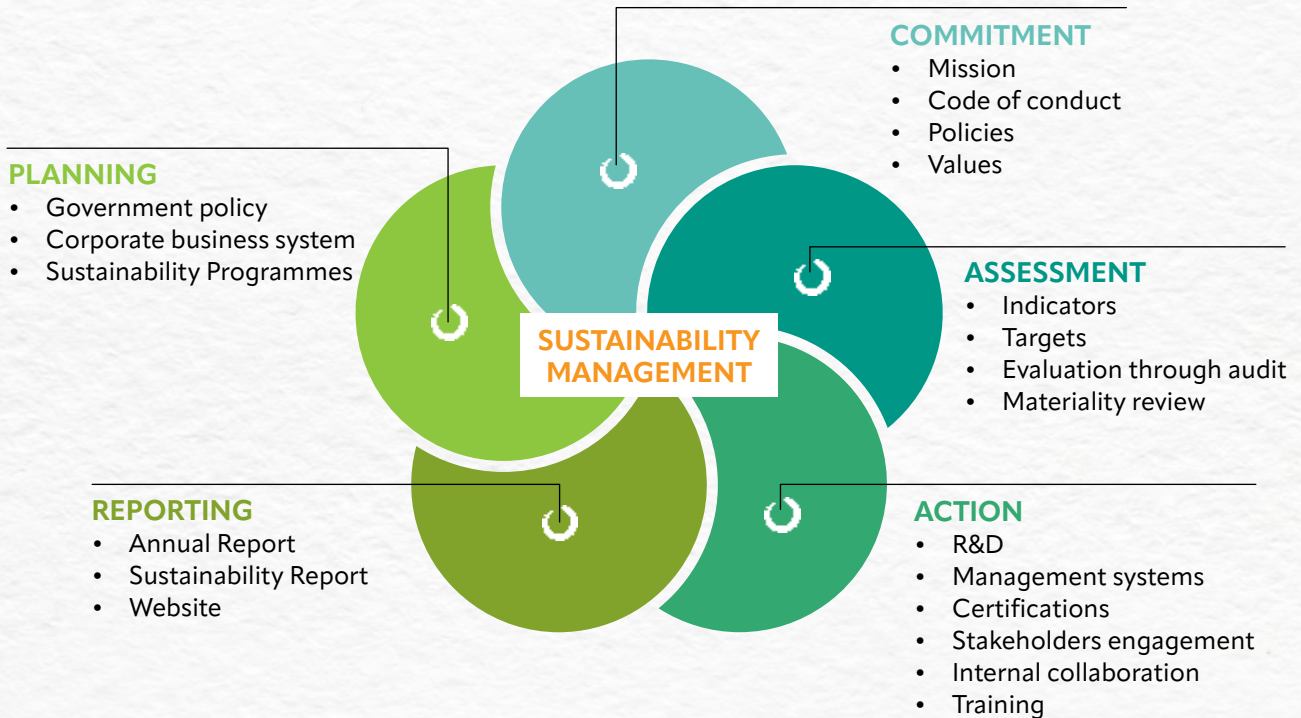 COMMITMENT
• Mission
• Code of conduct
• Policies
• Values
PLANNING
• Government policy
• Corporate business system
• Sustainability Programmes
ASSESSMENT
• Indicators
• Targets
• Evaluation through audit
• Materiality review
SUSTAINABILITY
MANAGEMENT
REPORTING
• Annual Report
• Sustainability Report
• Website
ACTION
• R&D
• Management systems
• Certifications
• Stakeholders engagement
• Internal collaboration
• Training